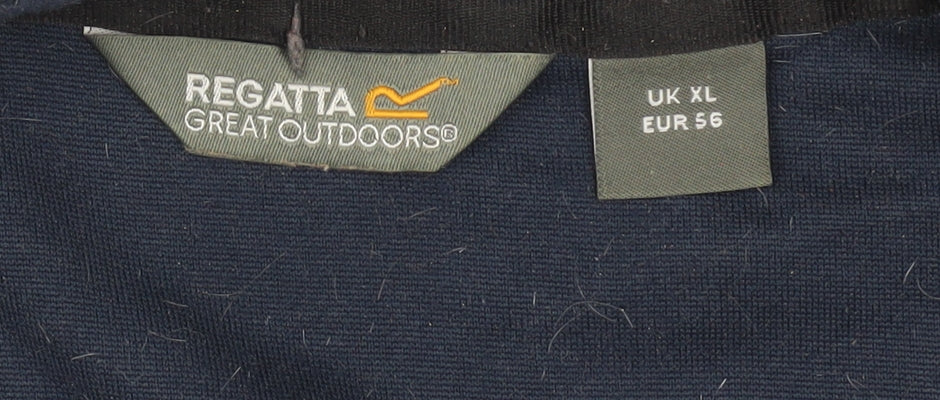 REGATTA
GREAT OUTDOORS®
UK XL
EUR 56